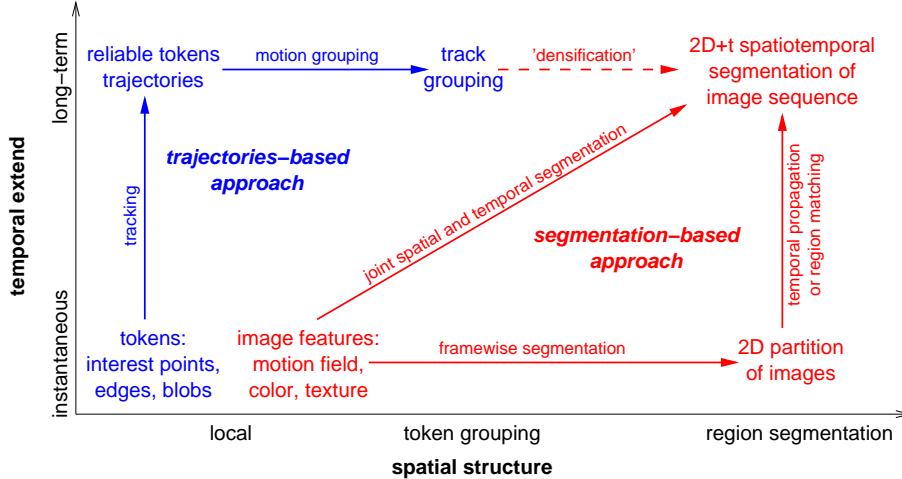 reliable tokens
trajectories
motion grouping
track
grouping
'densification'
2D+t spatiotemporal
segmentation of
image sequence
long-term
temporal extend
instantaneous
tracking
trajectories-based
approach
joint spatial and temporal segmentation
segmentation-based
approach
temporal propagation
or region matching
tokens:
interest points,
edges, blobs
image features:
motion field,
color, texture
framewise segmentation
2D partition
of images
local
token grouping
region segmentation
spatial structure